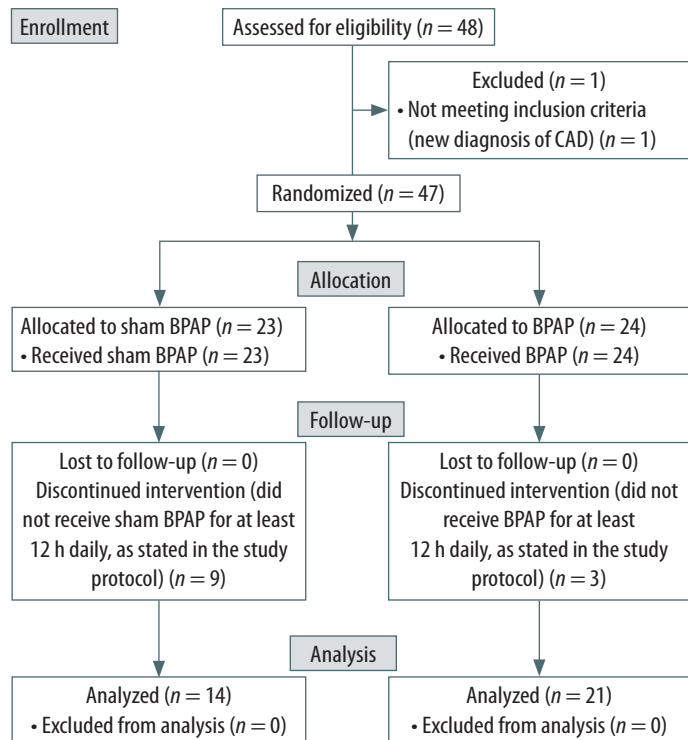 Enrollment
Assessed for eligibility (n = 48)
Excluded (n = 1)
• Not meeting inclusion criteria
(new diagnosis of CAD) (n = 1)
Randomized (n = 47)
Allocation
Allocated to sham BPAP (n = 23)
• Received sham BPAP (n = 23)
Allocated to BPAP (n = 24)
• Received BPAP (n = 24)
Follow-up
Lost to follow-up (n = 0)
Discontinued intervention (did
not receive sham BPAP for at least
12 h daily, as stated in the study
protocol) (n = 9)
Lost to follow-up (n = 0)
Discontinued intervention (did not
receive BPAP for at least
12 h daily, as stated in the study
protocol) (n = 3)
Analysis
Analyzed (n = 14)
• Excluded from analysis (n = 0)
Analyzed (n = 21)
• Excluded from analysis (n = 0)